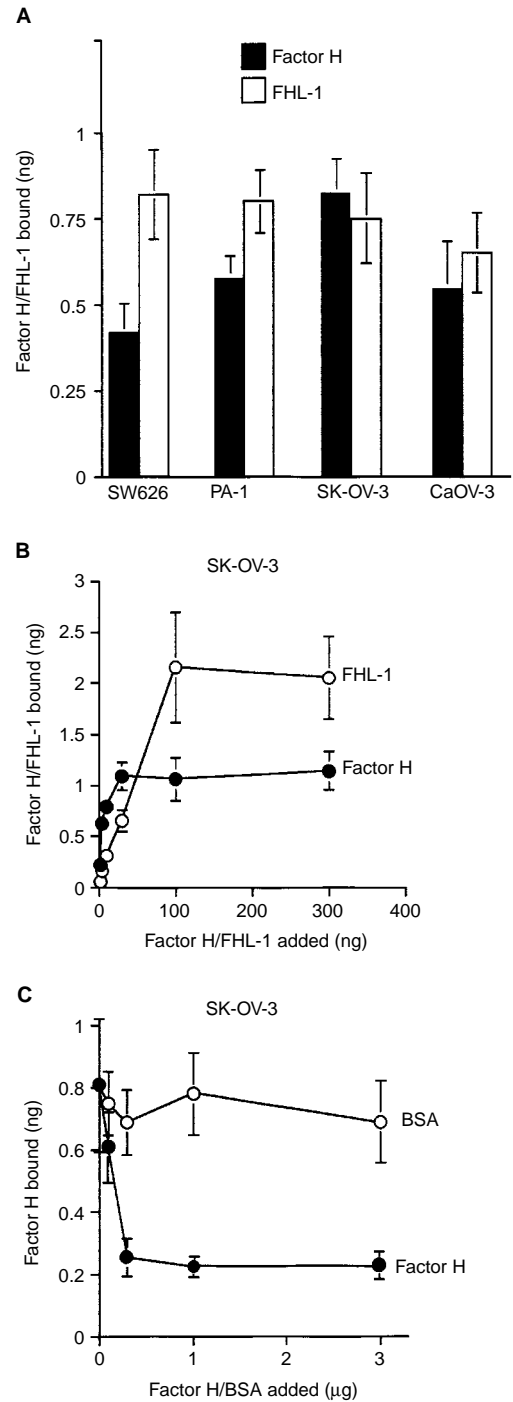 A
Factor H
FHL-1
Factor H/FHL-1 bound (ng)
1
0.75
0.5
0.25
0
SW626 PA-1 SK-OV-3 CaOV-3
B
SK-OV-3
Factor H/FHL-1 bound (ng)
3
2.5
2
1.5
1
0.5
0
FHL-1
Factor H
0 100 200 300 400
Factor H/FHL-1 added (ng)
C
SK-OV-3
Factor H bound (ng)
1
0.8
0.6
0.4
0.2
0
BSA
Factor H
0 1 2 3
Factor H/BSA added (μg)